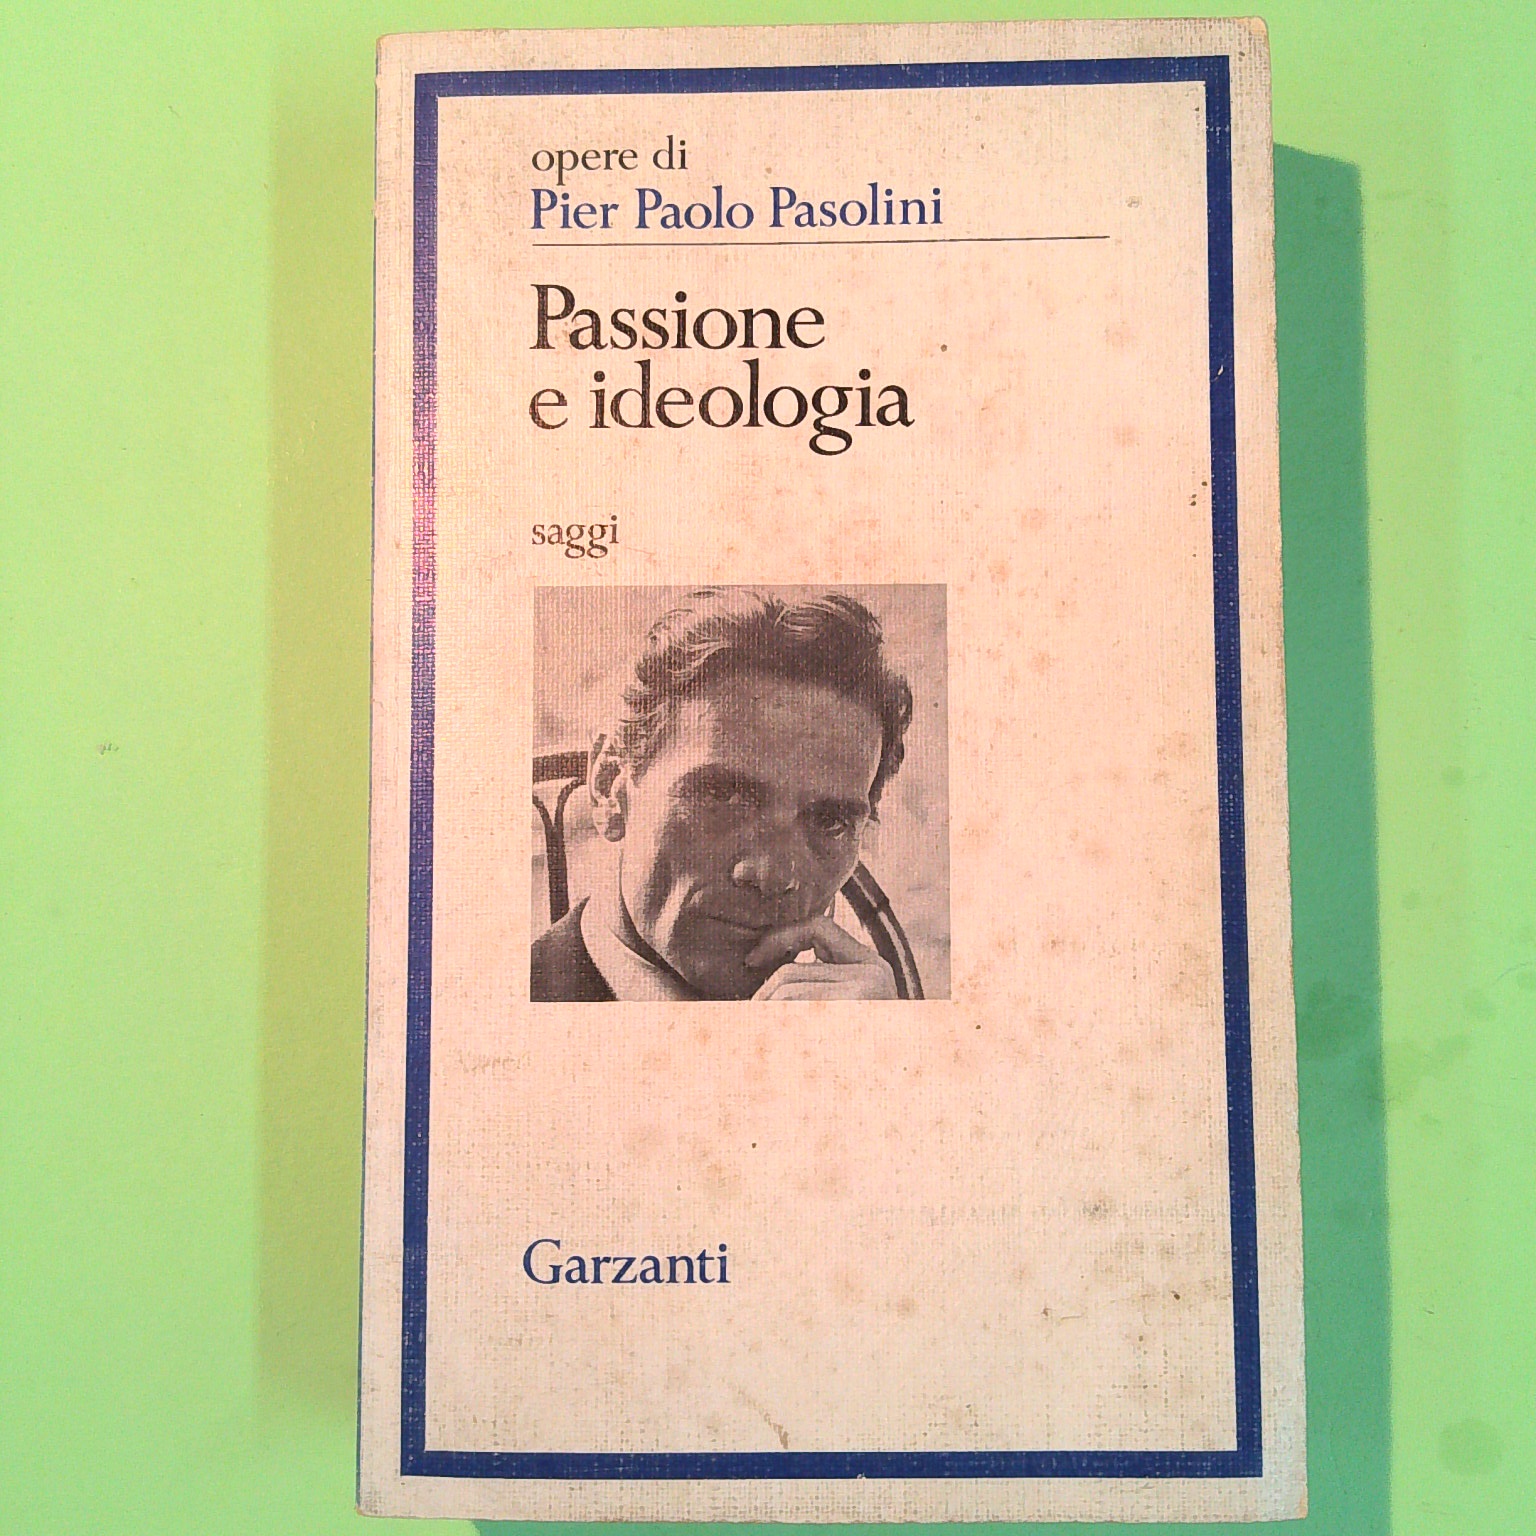 opere di
Pier Paolo Pasolini
Passione
e ideologia
saggi
Garzanti